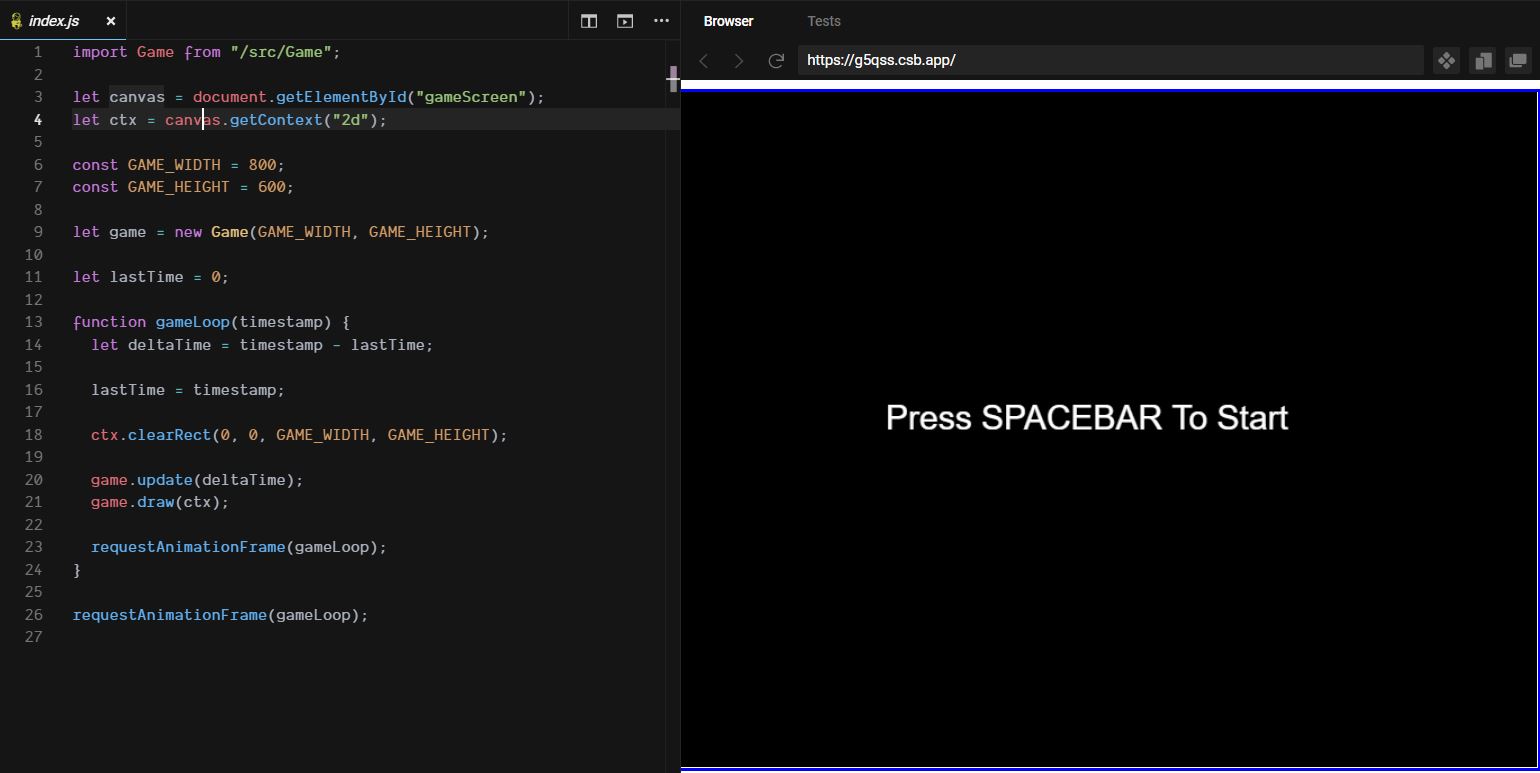 index.js ×
1 import Game from "/src/Game";
2
3 let canvas = document.getElementById("gameScreen");
4 let ctx = canvas.getContext("2d");
5
6 const GAME_WIDTH = 800;
7 const GAME_HEIGHT = 600;
8
9 let game = new Game(GAME_WIDTH, GAME_HEIGHT);
10
11 let lastTime = 0;
12
13 function gameLoop(timestamp) {
14   let deltaTime = timestamp - lastTime;
15
16   lastTime = timestamp;
17
18   ctx.clearRect(0, 0, GAME_WIDTH, GAME_HEIGHT);
19
20   game.update(deltaTime);
21   game.draw(ctx);
22
23   requestAnimationFrame(gameLoop);
24 }
25
26 requestAnimationFrame(gameLoop);
27
Browser Tests
https://g5qss.csb.app/
Press SPACEBAR To Start